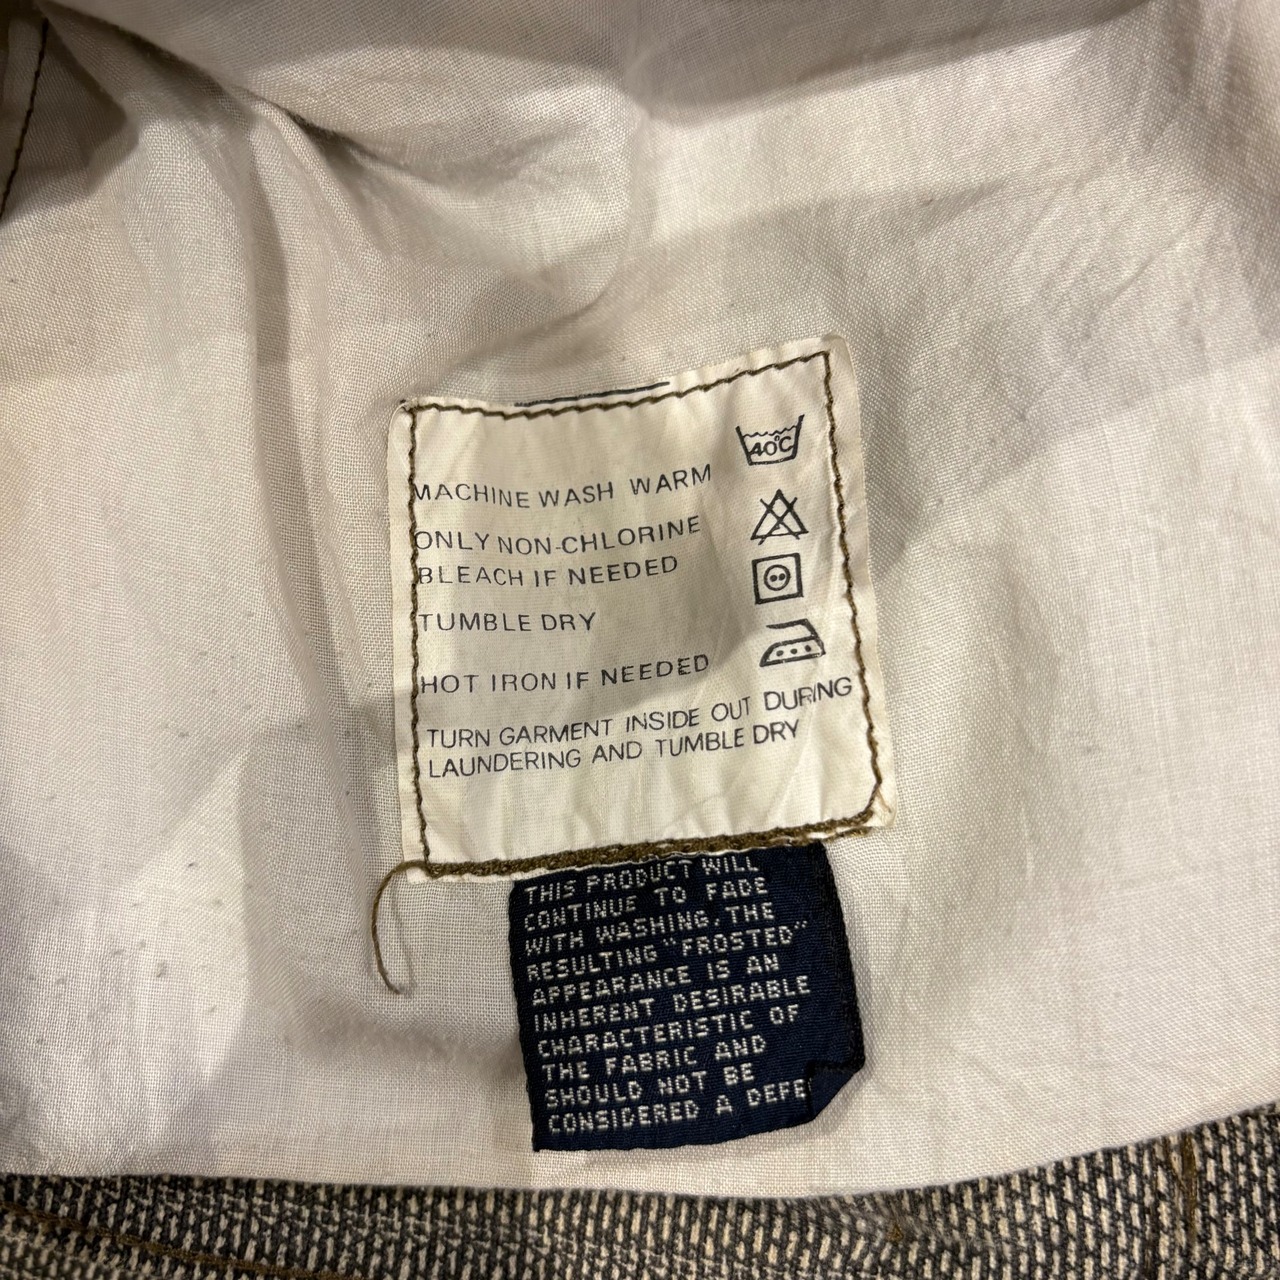 40°C
MACHINE WASH WARM
ONLY NON-CHLORINE
BLEACH IF NEEDED
TUMBLE DRY
HOT IRON IF NEEDED
TURN GARMENT INSIDE OUT DURING
LAUNDERING AND TUMBLE DRY
THIS PRODUCT WILL
CONTINUE TO FADE
WITH WASHING. THE
RESULTING "FROSTED"
APPEARANCE IS AN
INHERENT DESIRABLE
CHARACTERISTIC OF
THE FABRIC AND
SHOULD NOT BE
CONSIDERED A DEFE